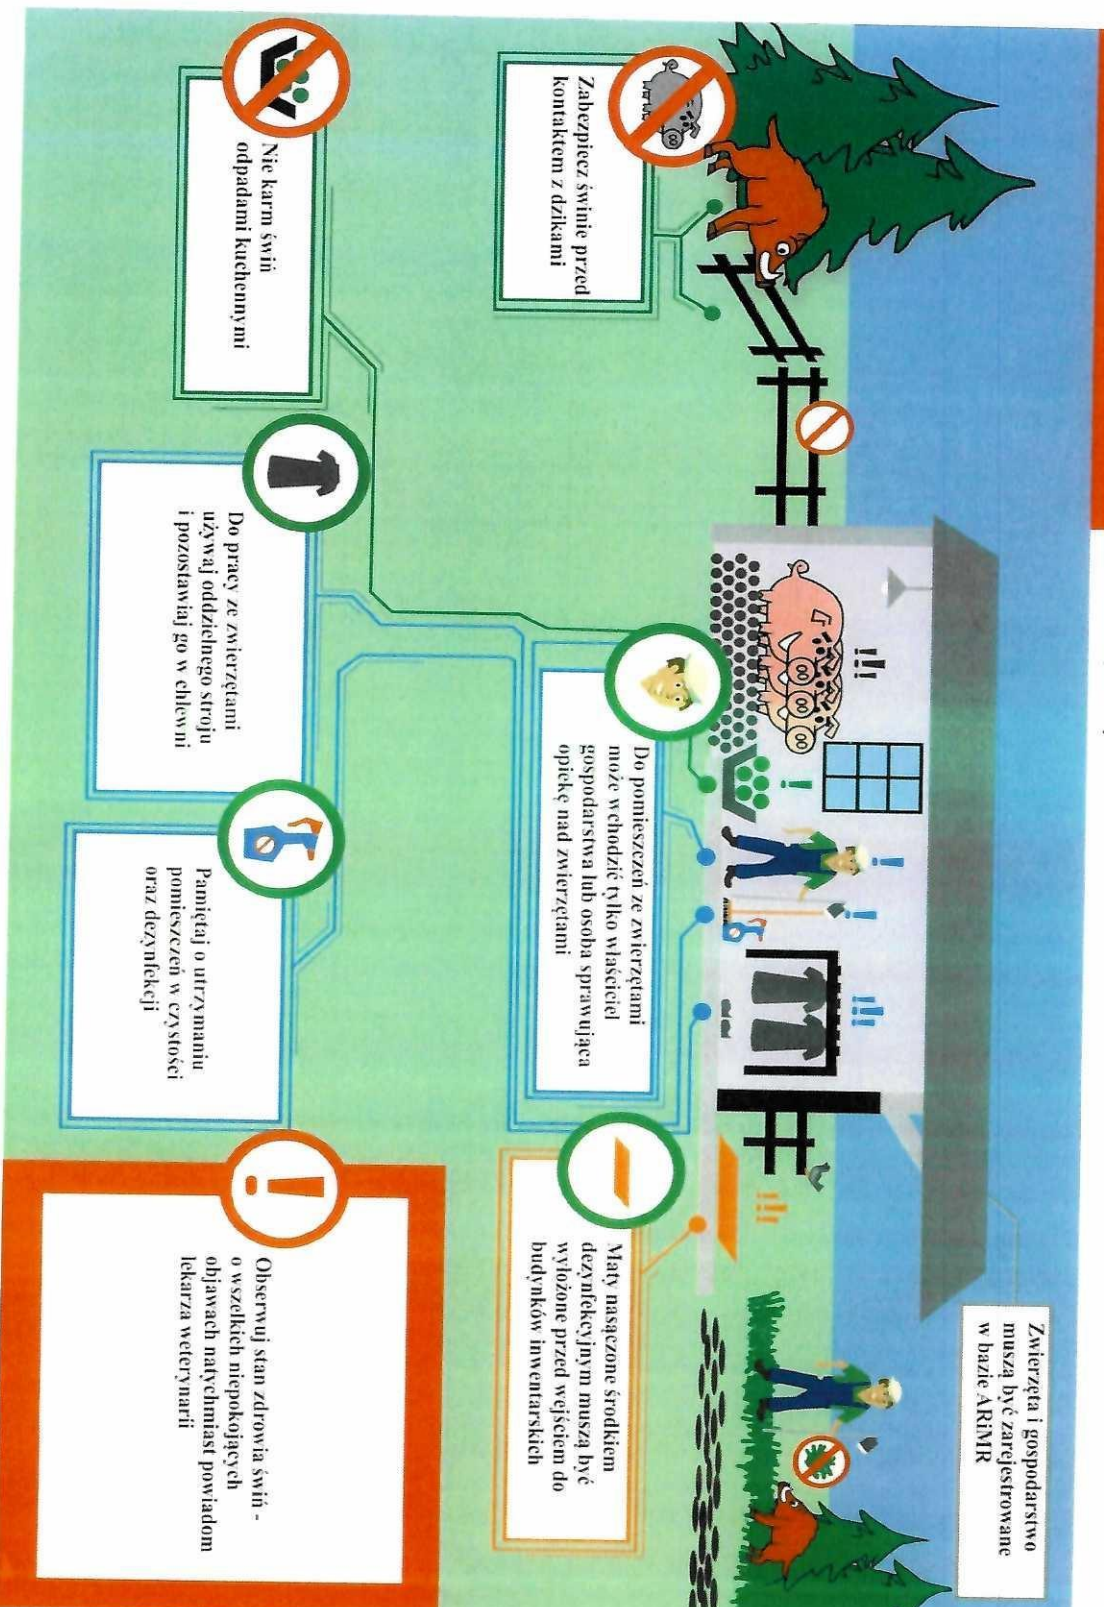 Zwierzęta i gospodarstwo
muszą być zarejestrowane
w bazie ARiMR
Zabezpiecz świnie przed
kontaktem z dzikami
Do pomieszczeń ze zwierzętami
może wchodzić tylko właściciel
gospodarstwa lub osoba sprawująca
opiekę nad zwierzętami
Maty nasączone środkiem
dezynfekcyjnym muszą być
wyłożone przed wejściem do
budynków inwentarskich
Nie karm świń
odpadami kuchennymi
Do pracy ze zwierzętami
używaj oddzielnego stroju
i pozostawiaj go w chlewni
Pamiętaj o utrzymaniu
pomieszczeń w czystości
oraz dezynfekcji
Obserwuj stan zdrowia świń -
o wszelkich niepokojących
objawach natychmiast powiadom
lekarza weterynarii